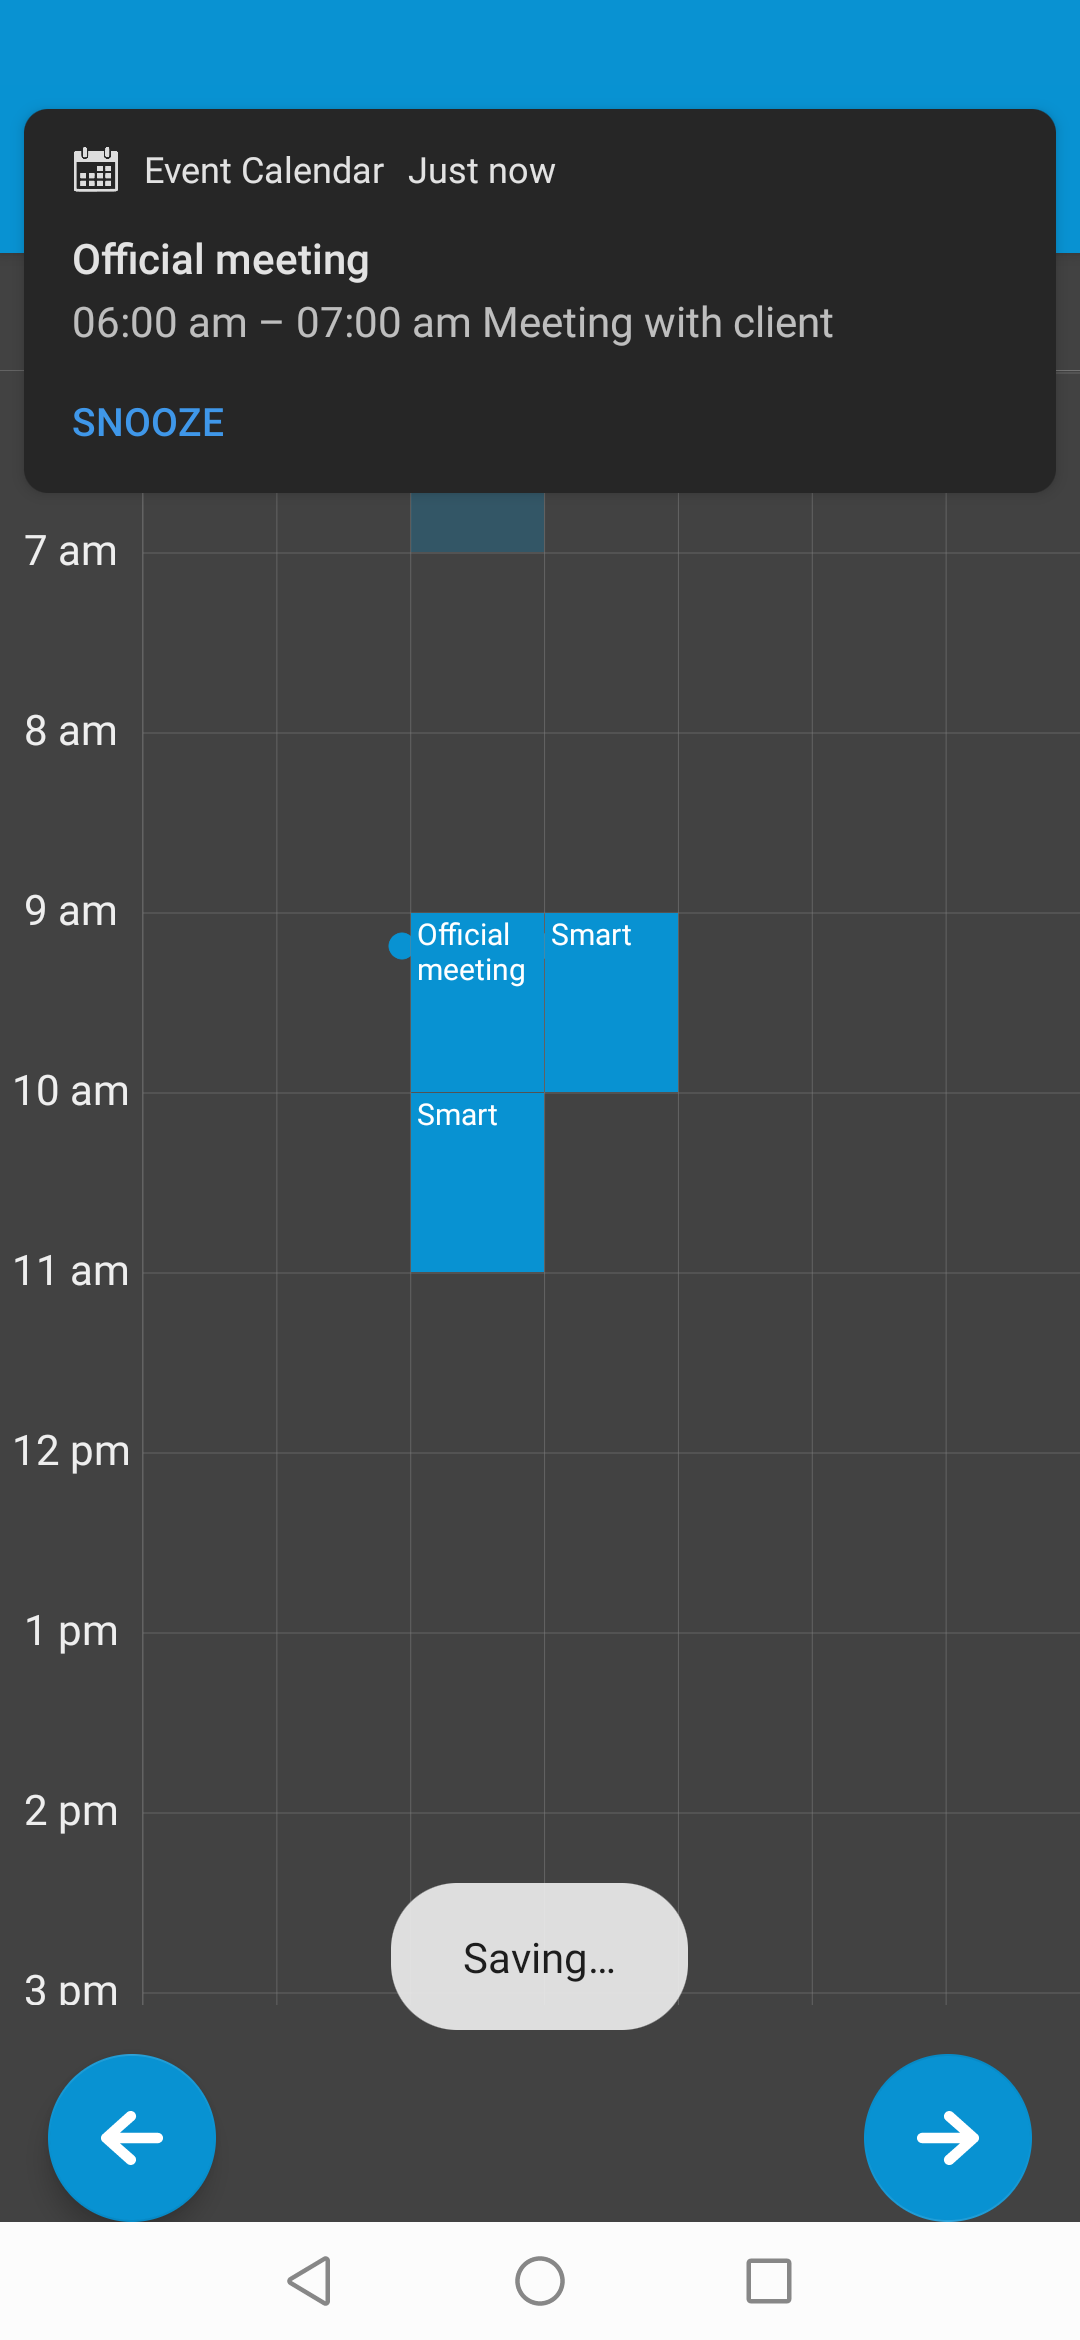 Event Calendar Just now
Official meeting
06:00 am – 07:00 am Meeting with client
SNOOZE
7 am
8 am
9 am
Official
meeting
Smart
10 am
Smart
11 am
12 pm
1 pm
2 pm
Saving...
3 pm